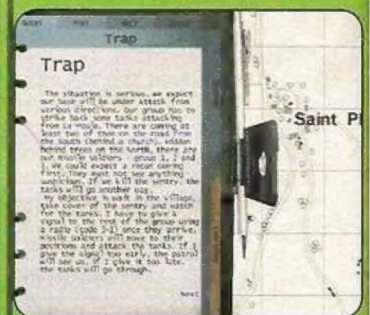 Trap
Trap
The situation is serious. We expect
our base will be under attack from
various directions. Our group has to
strike back some tanks attacking
from La Moule. There are coming at
least two of them on the road from
the south (behind a church). Hidden
behind trees on the North, there are
our missile soldiers - group 1, 2 and
3. We could expect a recon coming
first. They must not see anything
suspicious. If we kill the sentry, the
tanks will go another way.
My objective is walk in the village,
take cover of the sentry and watch
for the tanks. I have to give a
signal to the rest of the group using
a radio (code 3-1) once they arrive.
Missile soldiers will move to their
positions and attack the tanks. If I
give the signal too early, the patrol
will see us. If I give it too late,
the tanks will go through.
Next
Saint